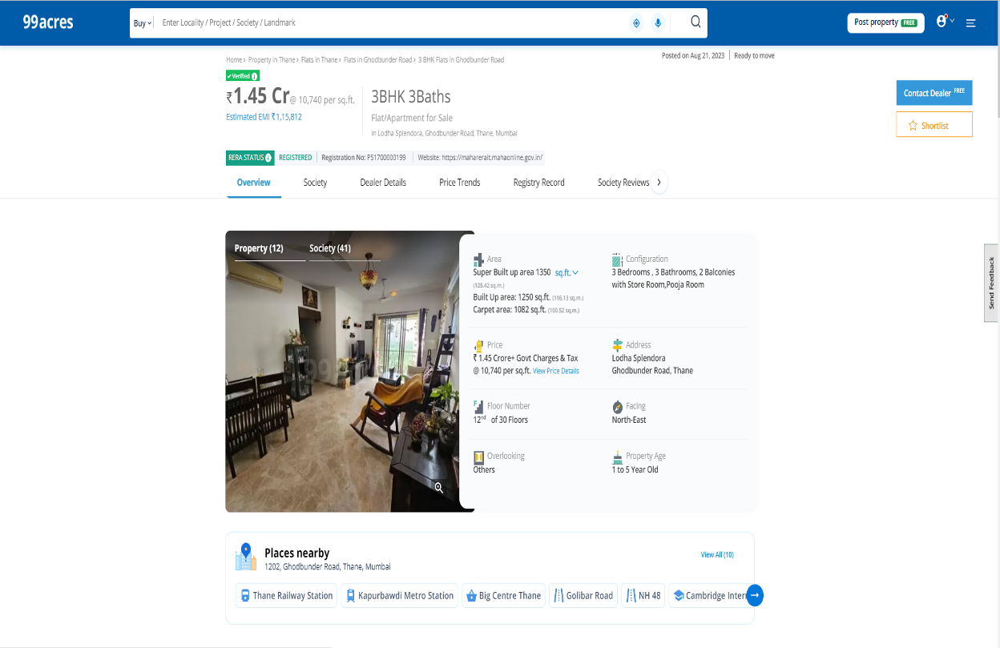 99acres
Buy
Enter Locality / Project / Society / Landmark
Post property FREE
Home› Property in Thane› Flats in Thane› Flats in Ghodbunder Road› 3 BHK Flats in Ghodbunder Road
Posted on Aug 21, 2023 | Ready to move
✔Verified
₹1.45 Cr@ 10,740 per sq.ft.
Estimated EMI ₹1,15,812
3BHK 3Baths
Flat/Apartment for Sale
in Lodha Splendora, Ghodbunder Road, Thane, Mumbai
Contact Dealer FREE
Shortlist
RERA STATUS REGISTERED Registration No: P51700000199 Website: https://maharerait.mahaonline.gov.in/
Overview Society Dealer Details Price Trends Registry Record Society Reviews
Property (12) Society (41)
99
Area
Super Built up area 1350 sq.ft.
(125.42 sq.m.)
Built Up area: 1250 sq.ft. (116.13 sq.m.)
Carpet area: 1082 sq.ft. (100.52 sq.m.)
Configuration
3 Bedrooms , 3 Bathrooms, 2 Balconies
with Store Room,Pooja Room
Price
₹ 1.45 Crore+ Govt Charges & Tax
@ 10,740 per sq.ft. View Price Details
Address
Lodha Splendora
Ghodbunder Road, Thane
Floor Number
12nd of 30 Floors
Facing
North-East
Overlooking
Others
Property Age
1 to 5 Year Old
Send Feedback
Places nearby
1202, Ghodbunder Road, Thane, Mumbai
View All (10)
Thane Railway Station Kapurbawdi Metro Station Big Centre Thane Golibar Road NH 48 Cambridge Inter